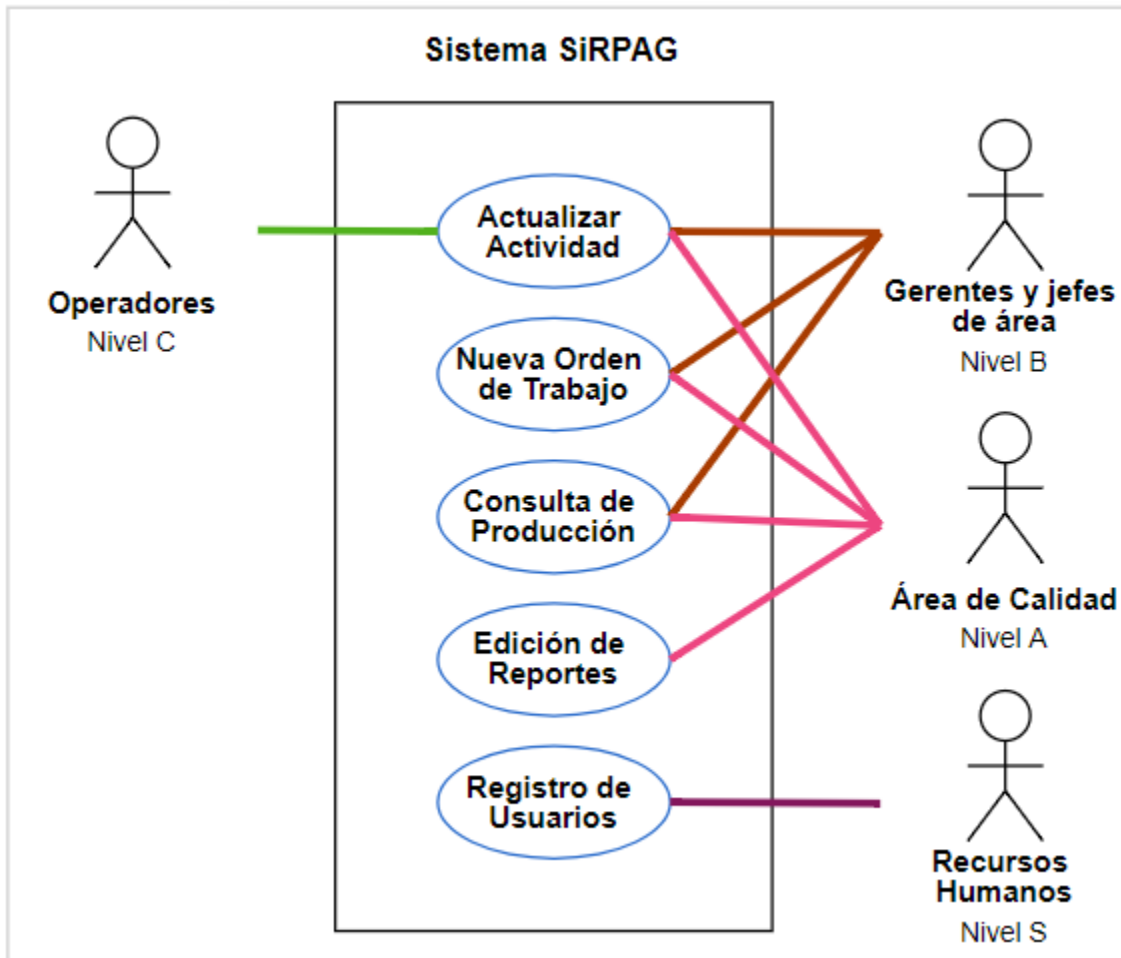 Sistema SiRPAG
Operadores
Nivel C
Actualizar
Actividad
Nueva Orden
de Trabajo
Consulta de
Producción
Edición de
Reportes
Registro de
Usuarios
Gerentes y jefes
de área
Nivel B
Área de Calidad
Nivel A
Recursos
Humanos
Nivel S